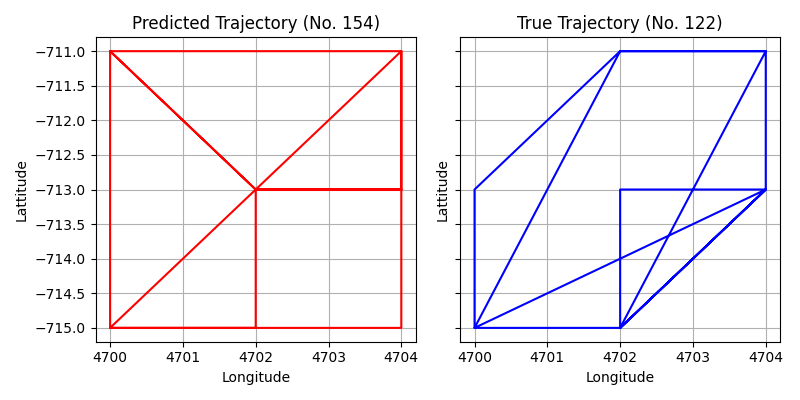 Predicted Trajectory (No. 154)
True Trajectory (No. 122)
−711.0
−711.5
−712.0
−712.5
−713.0
−713.5
−714.0
−714.5
−715.0
Lattitude
Lattitude
4700 4701 4702 4703 4704
4700 4701 4702 4703 4704
Longitude
Longitude